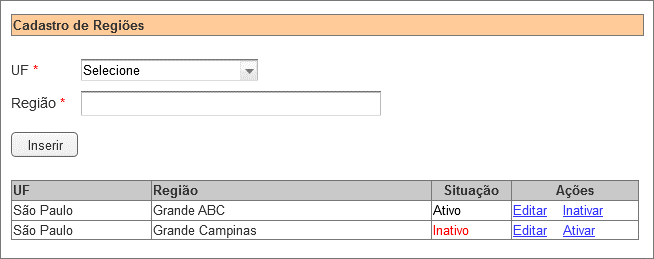 Cadastro de Regiões
UF * Selecione
Região *
Inserir
UF Região Situação Ações
São Paulo Grande ABC Ativo Editar Inativar
São Paulo Grande Campinas Inativo Editar Ativar